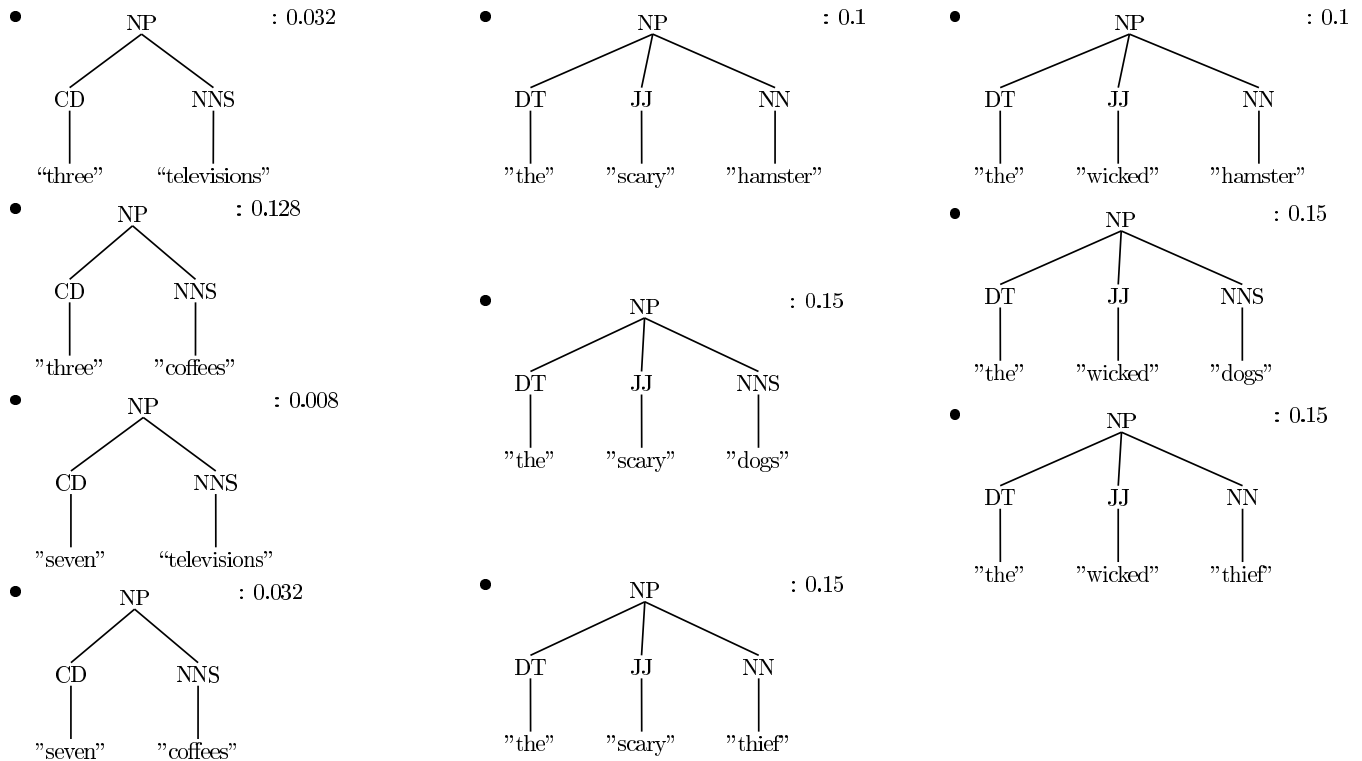 NP : 0.032
CD NNS
“three” “televisions”
NP : 0.128
CD NNS
”three” ”coffees”
NP : 0.008
CD NNS
”seven” “televisions”
NP : 0.032
CD NNS
”seven” ”coffees”
NP : 0.1
DT JJ NN
”the” ”scary” ”hamster”
NP : 0.15
DT JJ NNS
”the” ”scary” ”dogs”
NP : 0.15
DT JJ NN
”the” ”scary” ”thief”
NP : 0.1
DT JJ NN
”the” ”wicked” ”hamster”
NP : 0.15
DT JJ NNS
”the” ”wicked” ”dogs”
NP : 0.15
DT JJ NN
”the” ”wicked” ”thief”